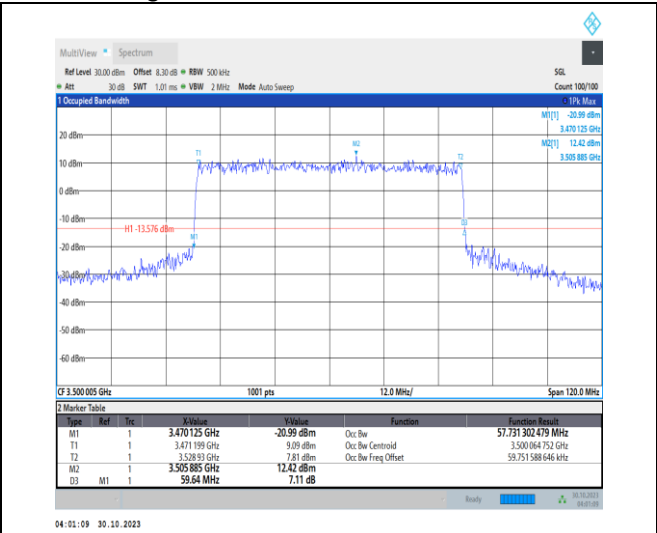 MultiView Spectrum
Ref Level 30.00 dBm Offset 8.30 dB RBW 500 kHz SGL
Att 30 dB SWT 1.01 ms VBW 2 MHz Mode Auto Sweep Count 100/100
1 Occupied Bandwidth 1Pk Max
M1[1] -20.99 dBm
3.470 125 GHz
20 dBm
M2[1] 12.42 dBm
3.505 885 GHz
M2
T1
T2
10 dBm
0 dBm
-10 dBm
D3
H1 -13.576 dBm
M1
-20 dBm
-30 dBm
-40 dBm
-50 dBm
-60 dBm
CF 3.500 005 GHz 1001 pts 12.0 MHz/ Span 120.0 MHz
2 Marker Table
Type Ref Trc X-Value Y-Value Function Function Result
M1 1 3.470 125 GHz -20.99 dBm Occ Bw 57.731 302 479 MHz
T1 1 3.471 199 GHz 9.09 dBm Occ Bw Centroid 3.500 064 752 GHz
T2 1 3.528 93 GHz 7.81 dBm Occ Bw Freq Offset 59.751 588 646 kHz
M2 1 3.505 885 GHz 12.42 dBm
D3 M1 1 59.64 MHz 7.11 dB
Ready 30.10.2023
04:01:09
04:01:09 30.10.2023